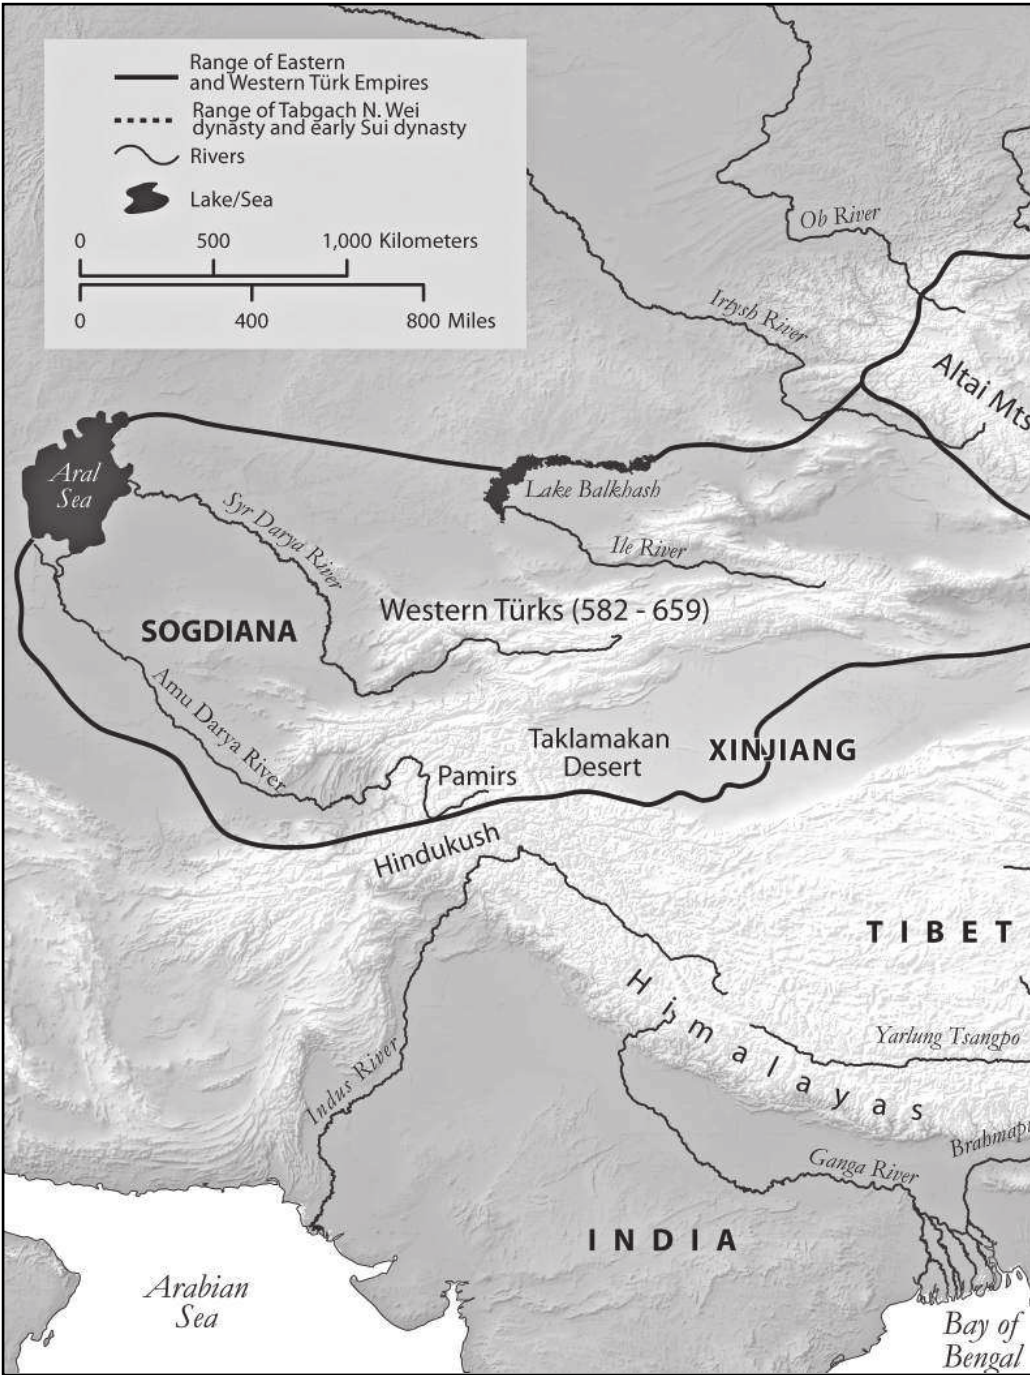 Range of Eastern
and Western Türk Empires
Range of Tabgach N. Wei
dynasty and early Sui dynasty
Rivers
Lake/Sea
0 500 1,000 Kilometers
0 400 800 Miles
Ob River
Irtysh River
Altai Mts
Aral
Sea
Lake Balkhash
Syr Darya River
Ile River
Western Türks (582 - 659)
SOGDIANA
Amu Darya River
Taklamakan
Desert
XINJIANG
Pamirs
Hindukush
TIBET
Himalayas
Yarlung Tsangpo
Indus River
Ganga River
INDIA
Arabian
Sea
Bay of
Bengal